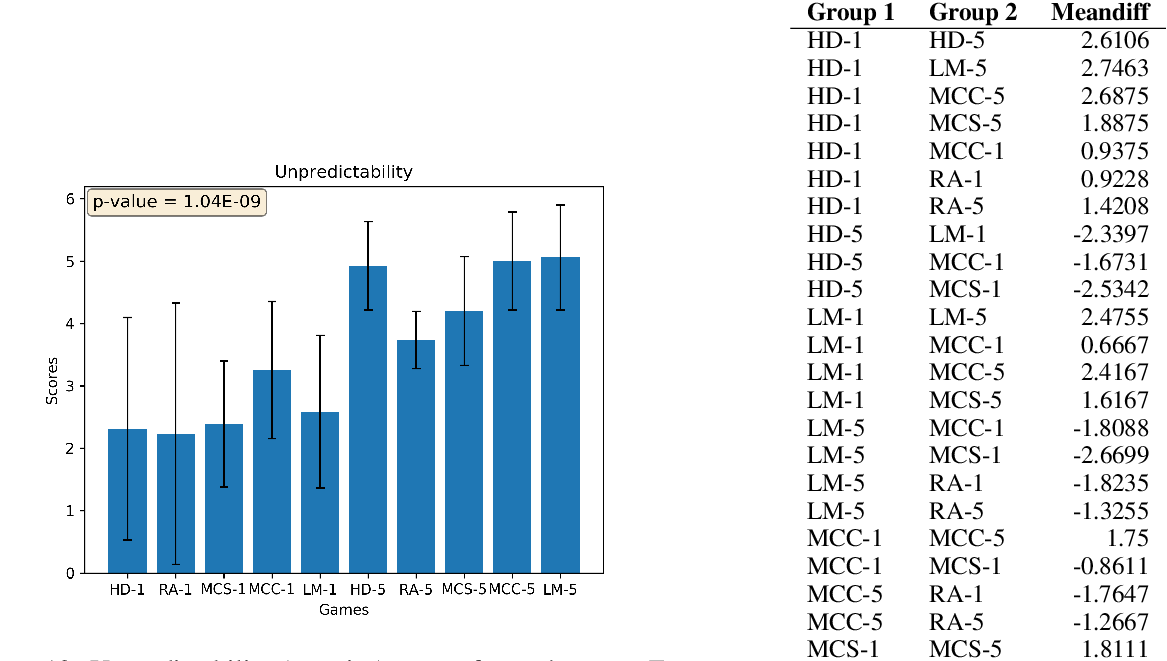 Unpredictability
p-value = 1.04E-09
6
5
4
3
2
1
0
Scores
HD-1 RA-1 MCS-1 MCC-1 LM-1 HD-5 RA-5 MCS-5 MCC-5 LM-5
Games
Group 1 Group 2 Meandiff
HD-1 HD-5 2.6106
HD-1 LM-5 2.7463
HD-1 MCC-5 2.6875
HD-1 MCS-5 1.8875
HD-1 MCC-1 0.9375
HD-1 RA-1 0.9228
HD-1 RA-5 1.4208
HD-5 LM-1 -2.3397
HD-5 MCC-1 -1.6731
HD-5 MCS-1 -2.5342
LM-1 LM-5 2.4755
LM-1 MCC-1 0.6667
LM-1 MCC-5 2.4167
LM-1 MCS-5 1.6167
LM-5 MCC-1 -1.8088
LM-5 MCS-1 -2.6699
LM-5 RA-1 -1.8235
LM-5 RA-5 -1.3255
MCC-1 MCC-5 1.75
MCC-1 MCS-1 -0.8611
MCC-5 RA-1 -1.7647
MCC-5 RA-5 -1.2667
MCS-1 MCS-5 1.8111